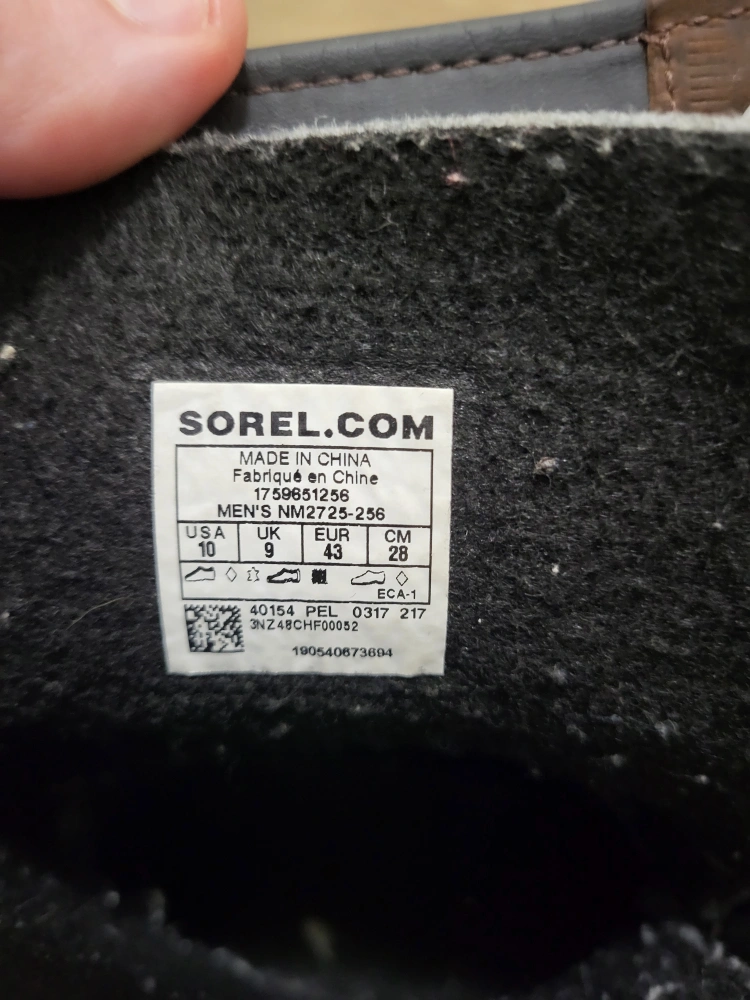 SOREL.COM
MADE IN CHINA
Fabriqué en Chine
1759651256
MEN'S NM2725-256
USA UK EUR CM
10 9 43 28
ECA-1
40154 PEL 0317 217
3NZ48CHF00052
190540673694